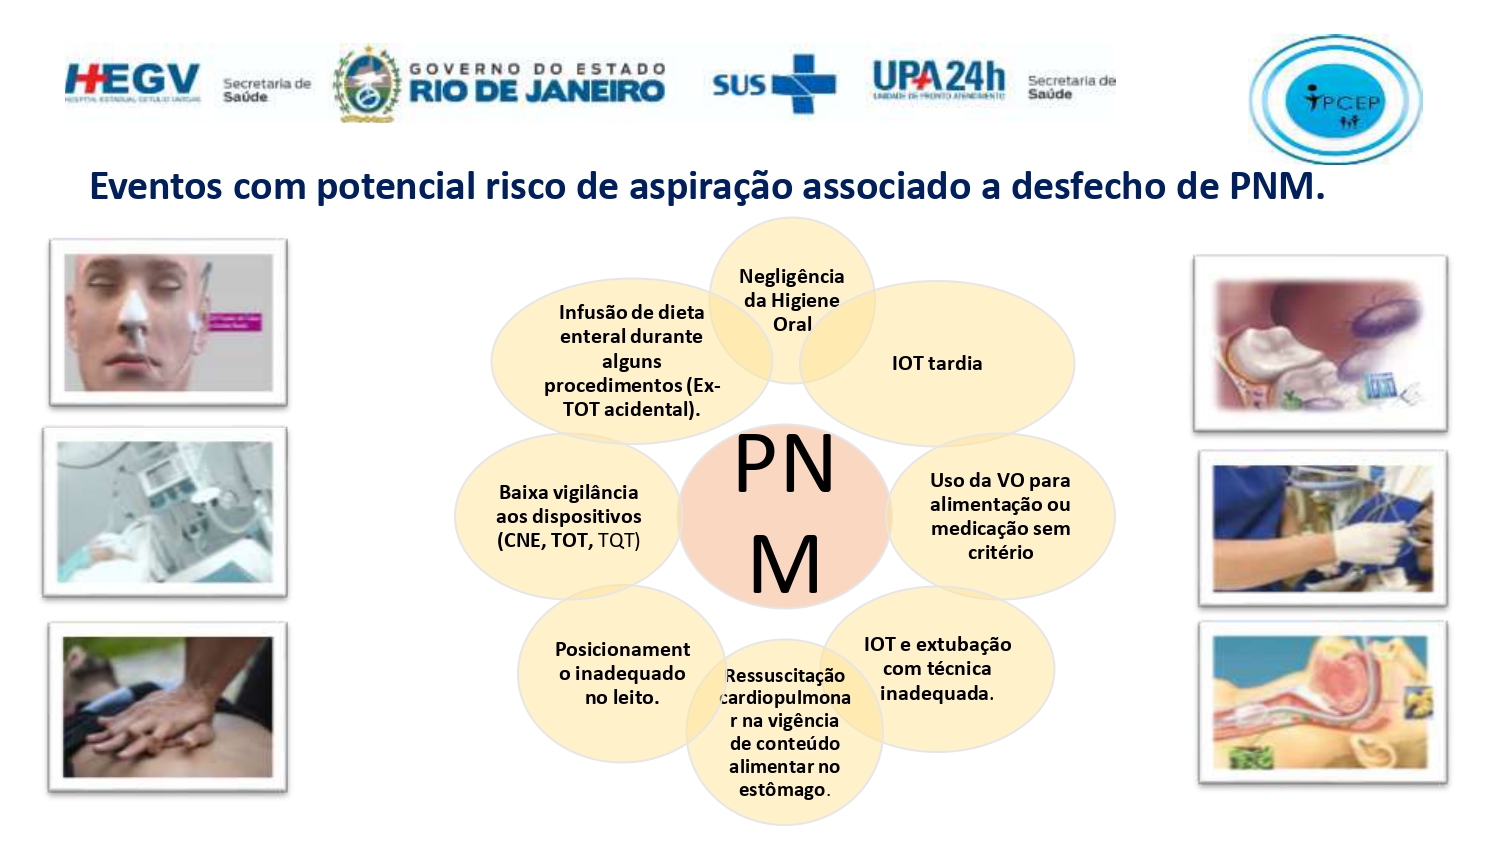 HEGV
HOSPITAL ESTADUAL GETULIO VARGAS
Secretaria de
Saúde
GOVERNO DO ESTADO
RIO DE JANEIRO
SUS
UPA24h
UNIDADE DE PRONTO ATENDIMENTO
Secretaria de
Saúde
PCEP
Eventos com potencial risco de aspiração associado a desfecho de PNM.
Negligência
da Higiene
Oral
IOT tardia
Uso da VO para
alimentação ou
medicação sem
critério
IOT e extubação
com técnica
inadequada.
Ressuscitação
cardiopulmona
r na vigência
de conteúdo
alimentar no
estômago.
Posicionament
o inadequado
no leito.
Baixa vigilância
aos dispositivos
(CNE, TOT, TQT)
Infusão de dieta
enteral durante
alguns
procedimentos (Ex-
TOT acidental).
PN
M